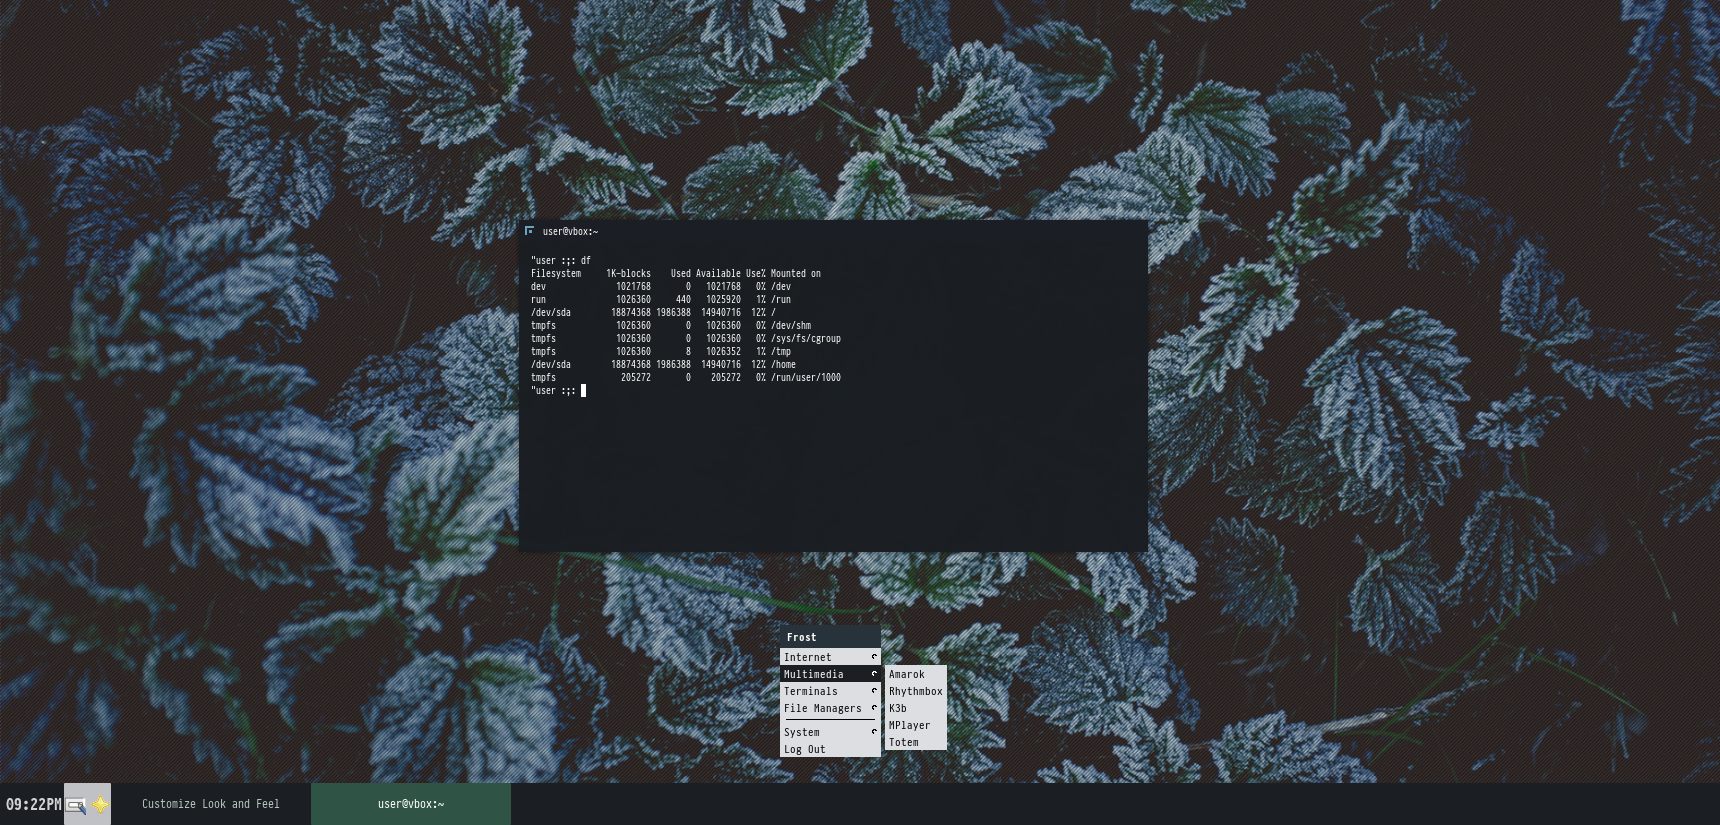 user@vbox:~
"user :;: df
Filesystem     1K-blocks    Used Available Use% Mounted on
dev              1021768       0   1021768   0% /dev
run              1026360     440   1025920   1% /run
/dev/sda        18874368 1986388  14940716  12% /
tmpfs            1026360       0   1026360   0% /dev/shm
tmpfs            1026360       0   1026360   0% /sys/fs/cgroup
tmpfs            1026360       8   1026352   1% /tmp
/dev/sda        18874368 1986388  14940716  12% /home
tmpfs             205272       0    205272   0% /run/user/1000
"user :;:
Frost
Internet
Multimedia
Terminals
File Managers
System
Log Out
Amarok
Rhythmbox
K3b
MPlayer
Totem
09:22PM
Customize Look and Feel
user@vbox:~